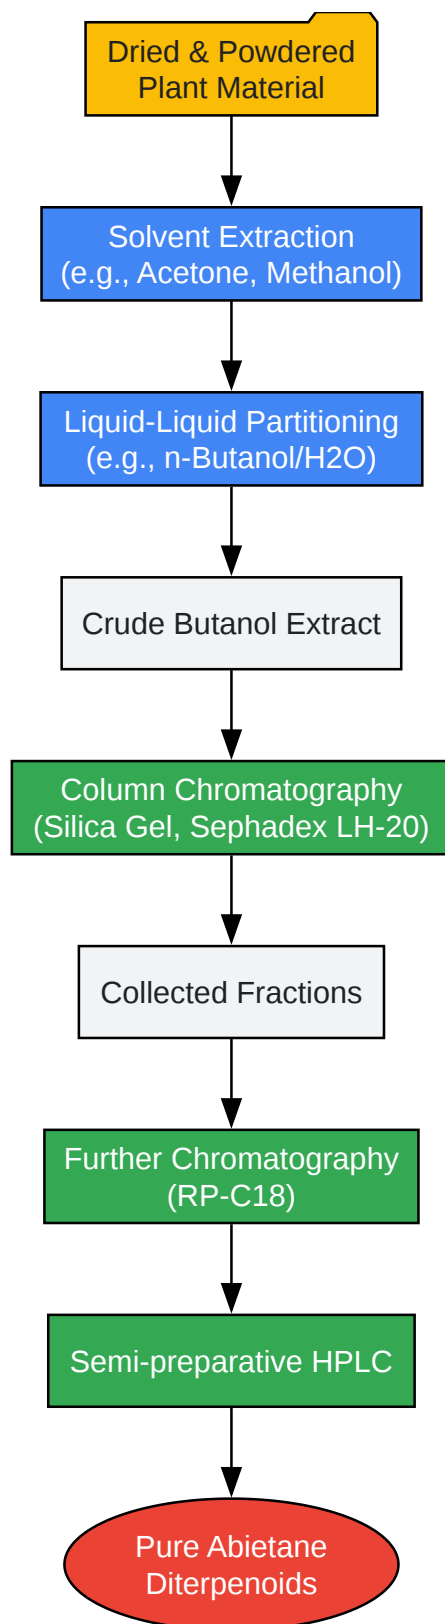 Dried & Powdered
Plant Material
Solvent Extraction
(e.g., Acetone, Methanol)
Liquid-Liquid Partitioning
(e.g., n-Butanol/H2O)
Crude Butanol Extract
Column Chromatography
(Silica Gel, Sephadex LH-20)
Collected Fractions
Further Chromatography
(RP-C18)
Semi-preparative HPLC
Pure Abietane
Diterpenoids